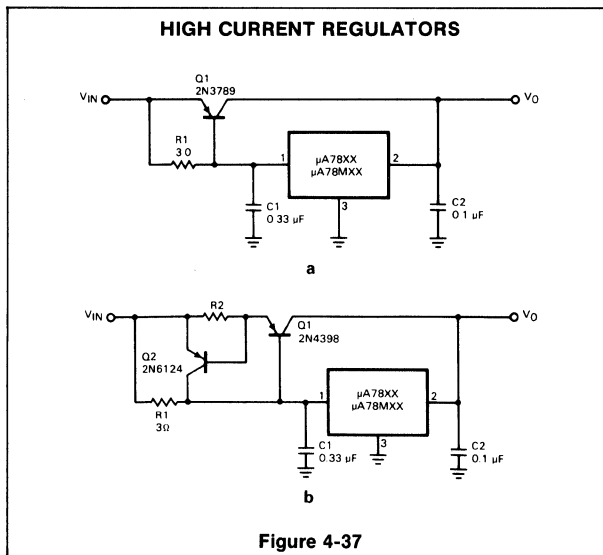 HIGH CURRENT REGULATORS
Q1
2N3789
VIN
VO
R1
3 0
1
μA78XX
μA78MXX
2
3
C1
0 33 μF
C2
0 1 μF
a
VIN
R2
Q1
2N4398
VO
Q2
2N6124
R1
3Ω
1
μA78XX
μA78MXX
2
3
C1
0 33 μF
C2
0 1 μF
b
Figure 4-37